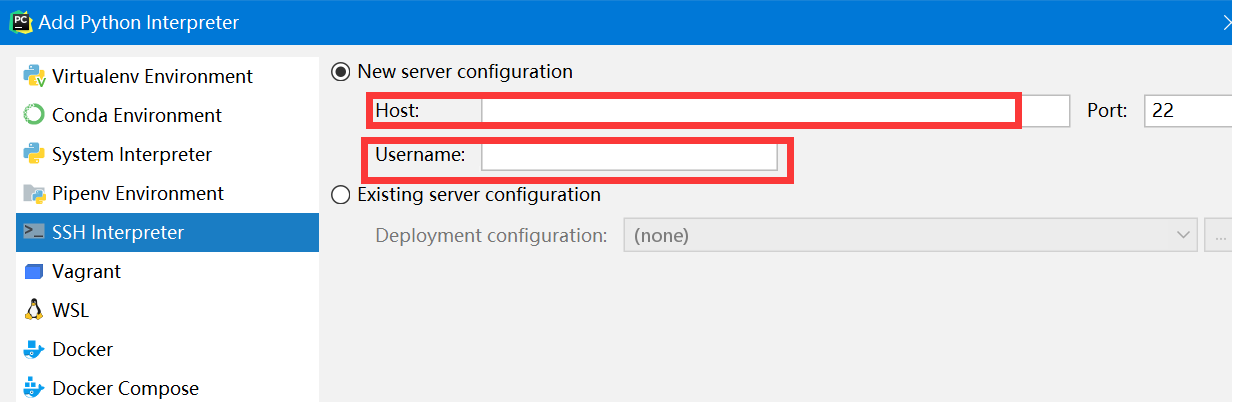 Add Python Interpreter
Virtualenv Environment
Conda Environment
System Interpreter
Pipenv Environment
SSH Interpreter
Vagrant
WSL
Docker
Docker Compose
New server configuration
Host: Port: 22
Username:
Existing server configuration
Deployment configuration: (none) ...